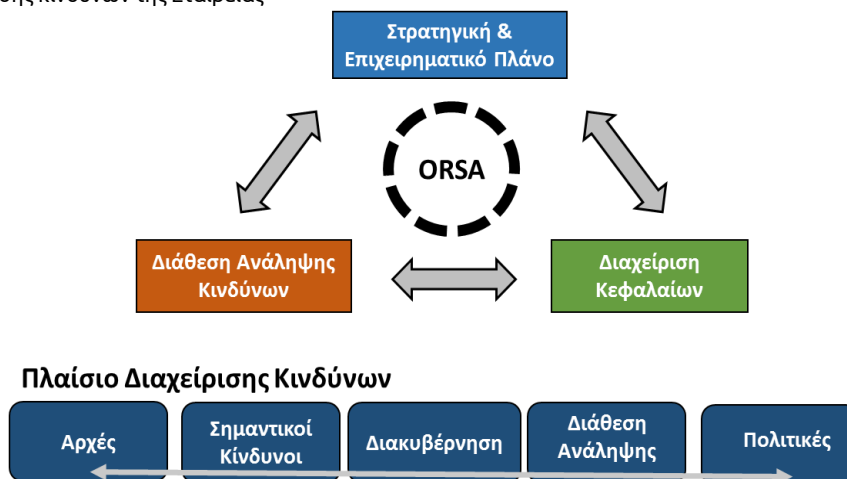 Στρατηγική &
Επιχειρηματικό Πλάνο
ORSA
Διάθεση Ανάληψης
Κινδύνων
Διαχείριση
Κεφαλαίων
Πλαίσιο Διαχείρισης Κινδύνων
Αρχές
Σημαντικοί
Κίνδυνοι
Διακυβέρνηση
Διάθεση
Ανάληψης
Πολιτικές